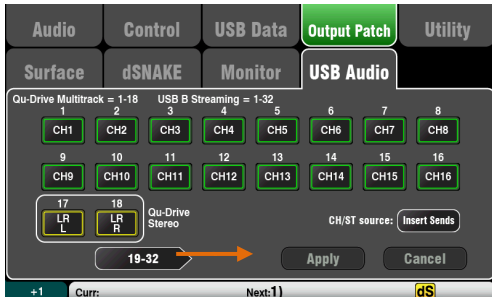 Audio Control USB Data Output Patch Utility
Surface dSNAKE Monitor USB Audio
Qu-Drive Multitrack = 1-18 USB B Streaming = 1-32
1 2 3 4 5 6 7 8
CH1 CH2 CH3 CH4 CH5 CH6 CH7 CH8
9 10 11 12 13 14 15 16
CH9 CH10 CH11 CH12 CH13 CH14 CH15 CH16
17 18
LR L LR R Qu-Drive Stereo CH/ST source: Insert Sends
19-32 Apply Cancel
+1 Curr: Next:1) dS